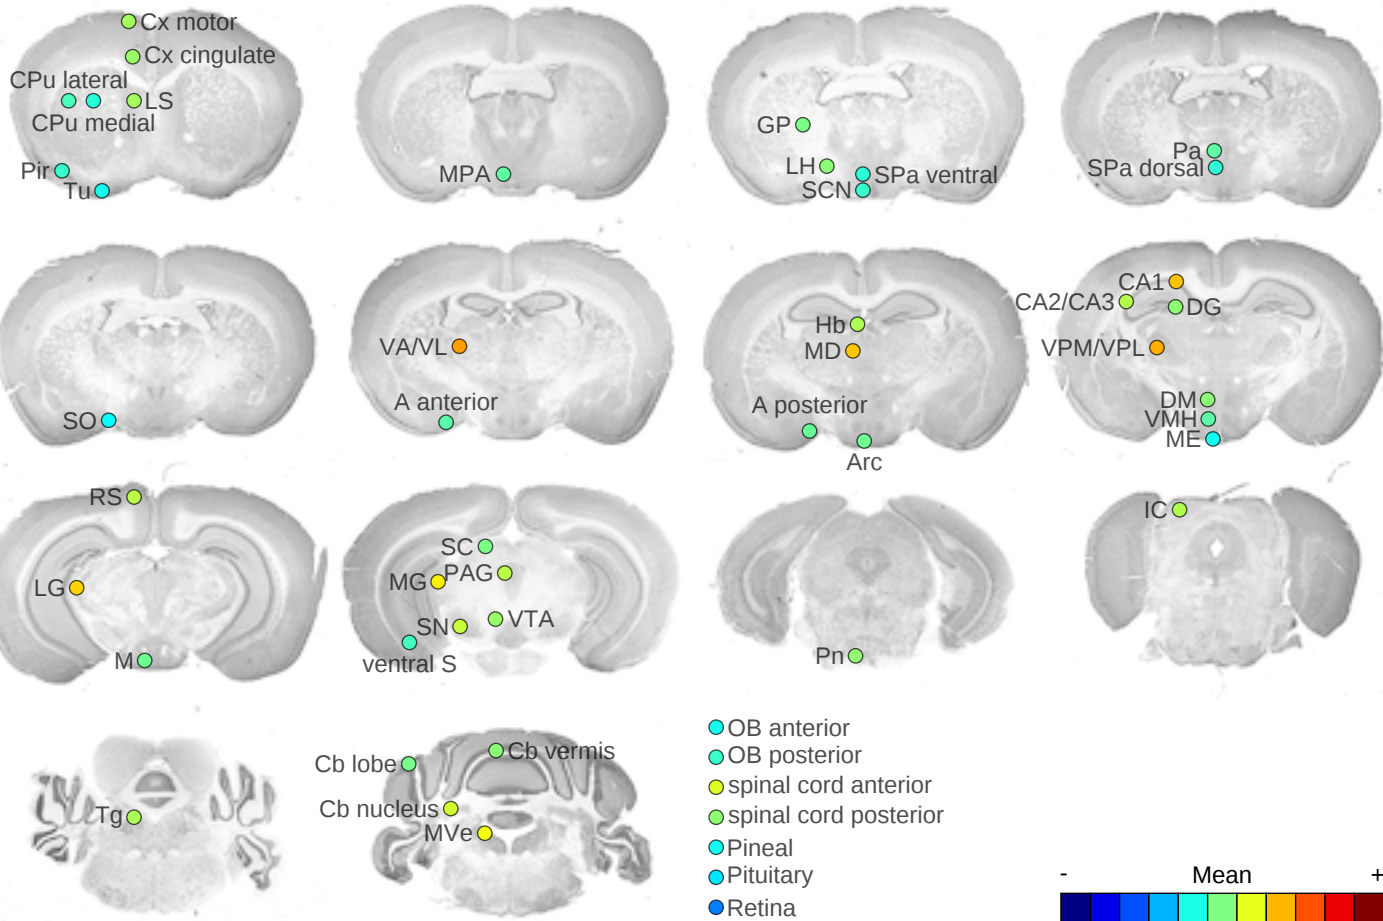 Cx motor
Cx cingulate
CPu lateral
LS
CPu medial
Pir
Tu
MPA
GP
LH
SPa ventral
SCN
Pa
SPa dorsal
SO
VA/VL
A anterior
Hb
MD
A posterior
Arc
CA1
CA2/CA3
DG
VPM/VPL
DM
VMH
ME
RS
LG
M
SC
PAG
MG
SN
VTA
ventral S
Pn
IC
Tg
Cb lobe
Cb vermis
Cb nucleus
MVe
OB anterior
OB posterior
spinal cord anterior
spinal cord posterior
Pineal
Pituitary
Retina
- Mean +